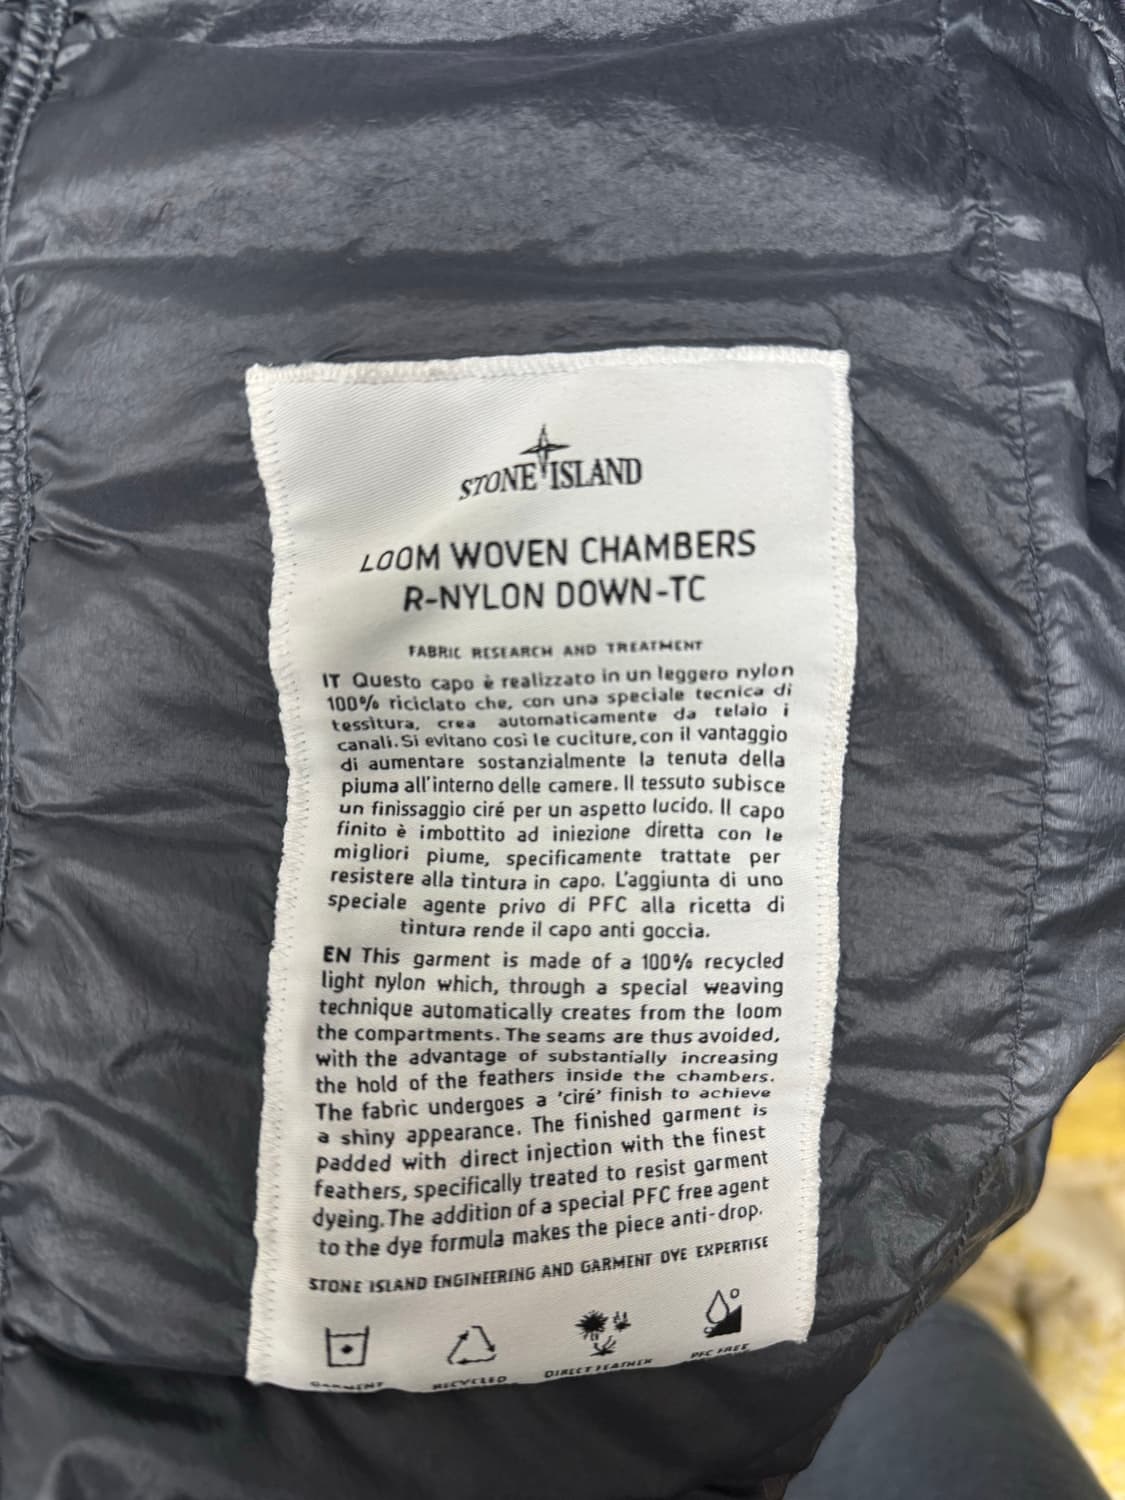 STONE ISLAND
LOOM WOVEN CHAMBERS
R-NYLON DOWN-TC
FABRIC RESEARCH AND TREATMENT
IT Questo capo è realizzato in un leggero nylon
100% riciclato che, con una speciale tecnica di
tessitura, crea automaticamente da telaio i
canali. Si evitano così le cuciture, con il vantaggio
di aumentare sostanzialmente la tenuta della
piuma all'interno delle camere. Il tessuto subisce
un finissaggio ciré per un aspetto lucido. Il capo
finito è imbottito ad iniezione diretta con le
migliori piume, specificamente trattate per
resistere alla tintura in capo. L'aggiunta di uno
speciale agente privo di PFC alla ricetta di
tintura rende il capo anti goccia.
EN This garment is made of a 100% recycled
light nylon which, through a special weaving
technique automatically creates from the loom
the compartments. The seams are thus avoided,
with the advantage of substantially increasing
the hold of the feathers inside the chambers.
The fabric undergoes a 'ciré' finish to achieve
a shiny appearance. The finished garment is
padded with direct injection with the finest
feathers, specifically treated to resist garment
dyeing. The addition of a special PFC free agent
to the dye formula makes the piece anti-drop.
STONE ISLAND ENGINEERING AND GARMENT DYE EXPERTISE
GARMENT RECYCLED DIRECT FEATHER PFC FREE